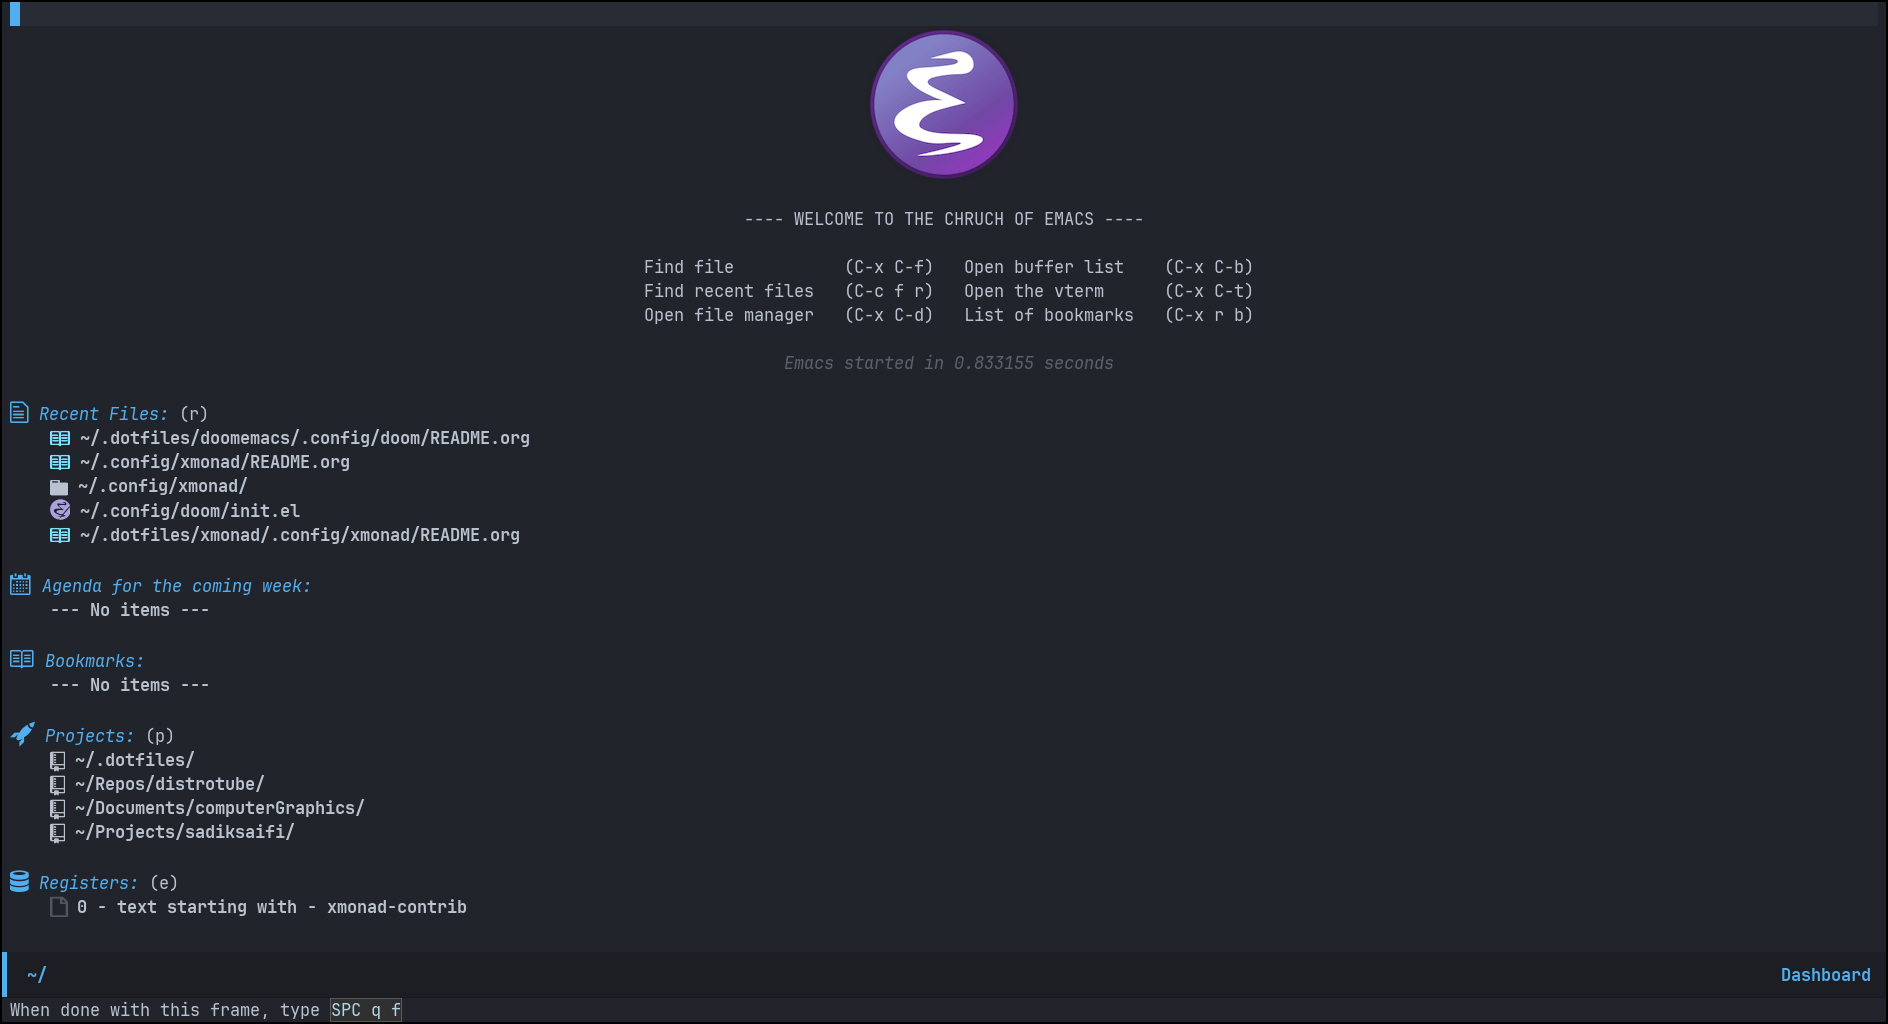 ---- WELCOME TO THE CHRUCH OF EMACS ----
Find file (C-x C-f) Open buffer list (C-x C-b)
Find recent files (C-c f r) Open the vterm (C-x C-t)
Open file manager (C-x C-d) List of bookmarks (C-x r b)
Emacs started in 0.833155 seconds
Recent Files: (r)
~/.dotfiles/doomemacs/.config/doom/README.org
~/.config/xmonad/README.org
~/.config/xmonad/
~/.config/doom/init.el
~/.dotfiles/xmonad/.config/xmonad/README.org
Agenda for the coming week:
--- No items ---
Bookmarks:
--- No items ---
Projects: (p)
~/.dotfiles/
~/Repos/distrotube/
~/Documents/computerGraphics/
~/Projects/sadiksaifi/
Registers: (e)
0 - text starting with - xmonad-contrib
~/ Dashboard
When done with this frame, type SPC q f